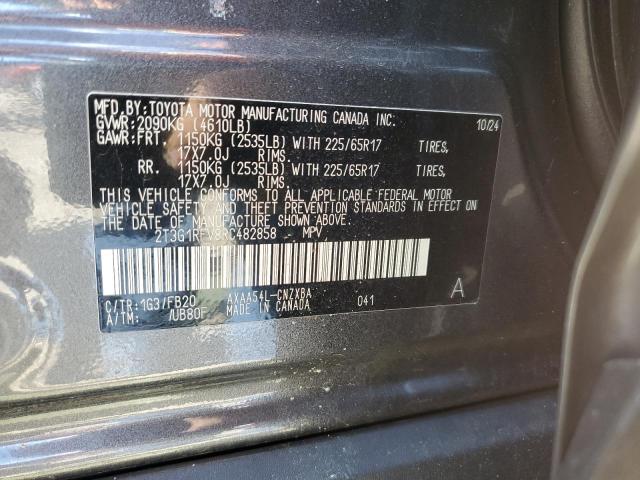 MFD.BY:TOYOTA MOTOR MANUFACTURING CANADA INC.
GVWR:2090KG (4610LB) 10/24
GAWR:FRT. 1150KG (2535LB) WITH 225/65R17 TIRES,
17X7.0J RIMS.
RR. 1150KG (2535LB) WITH 225/65R17 TIRES,
17X7.0J RIMS.
THIS VEHICLE CONFORMS TO ALL APPLICABLE FEDERAL MOTOR
VEHICLE SAFETY AND THEFT PREVENTION STANDARDS IN EFFECT ON
THE DATE OF MANUFACTURE SHOWN ABOVE.
MPV
C/TR:1G3/FB20 AXAA54L-CNZXBA 041 A
A/TM: /UB80F MADE IN CANADA